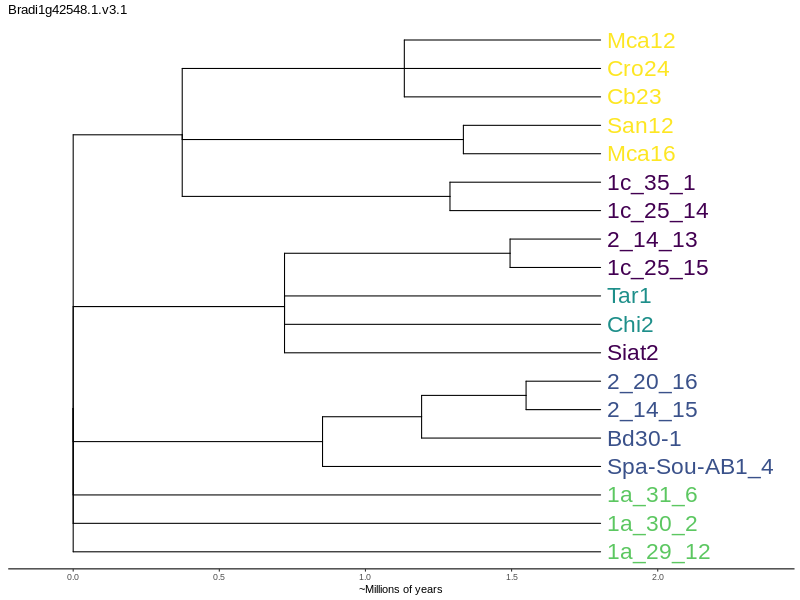 Bradi1g42548.1.v3.1
Mca12
Cro24
Cb23
San12
Mca16
1c_35_1
1c_25_14
2_14_13
1c_25_15
Tar1
Chi2
Siat2
2_20_16
2_14_15
Bd30-1
Spa-Sou-AB1_4
1a_31_6
1a_30_2
1a_29_12
0.0 0.5 1.0 1.5 2.0
~Millions of years